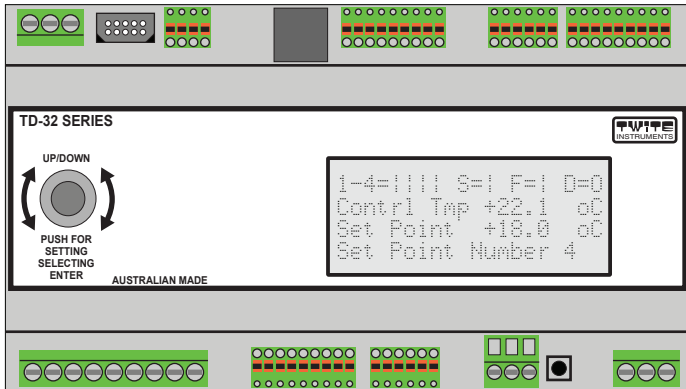 TD-32 SERIES
TWITE
INSTRUMENTS
UP/DOWN
PUSH FOR
SETTING
SELECTING
ENTER
AUSTRALIAN MADE
1-4=|||| S=| F=| D=0
Contrl Tmp +22.1 oC
Set Point +18.0 oC
Set Point Number 4